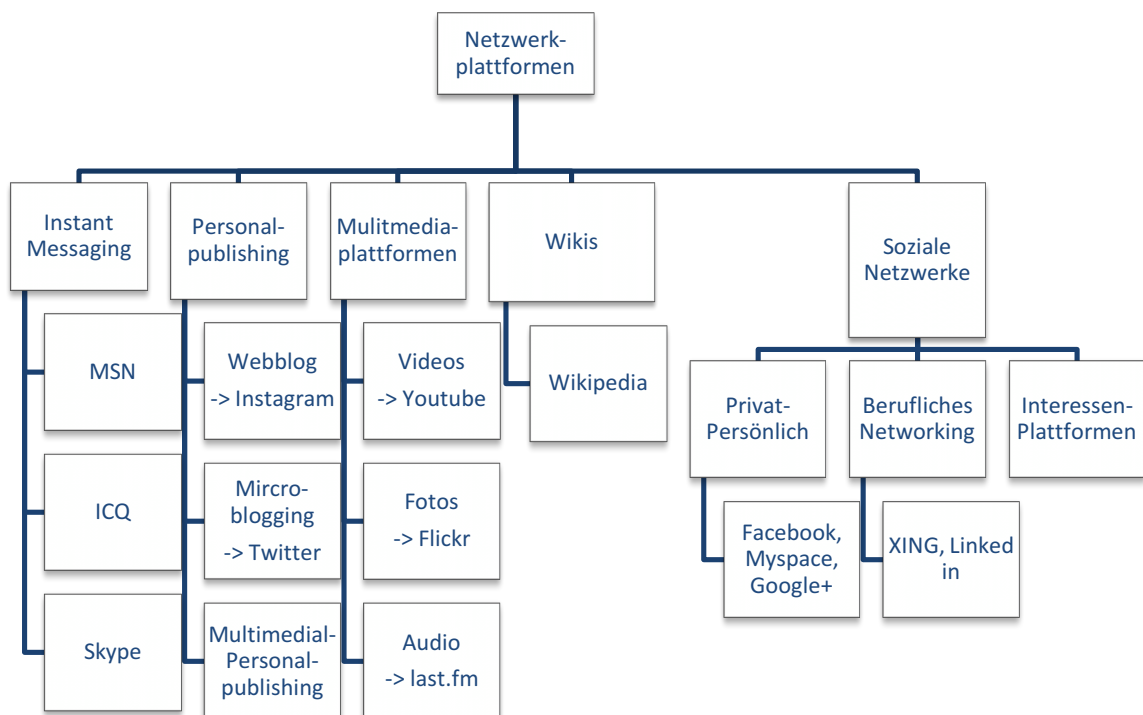 Netzwerk-
plattformen
Instant
Messaging
MSN
ICQ
Skype
Personal-
publishing
Webblog
-> Instagram
Mircro-
blogging
-> Twitter
Multimedial-
Personal-
publishing
Mulitmedia-
plattformen
Videos
-> Youtube
Fotos
-> Flickr
Audio
-> last.fm
Wikis
Wikipedia
Soziale
Netzwerke
Privat-
Persönlich
Facebook,
Myspace,
Google+
Berufliches
Networking
XING, Linked
in
Interessen-
Plattformen